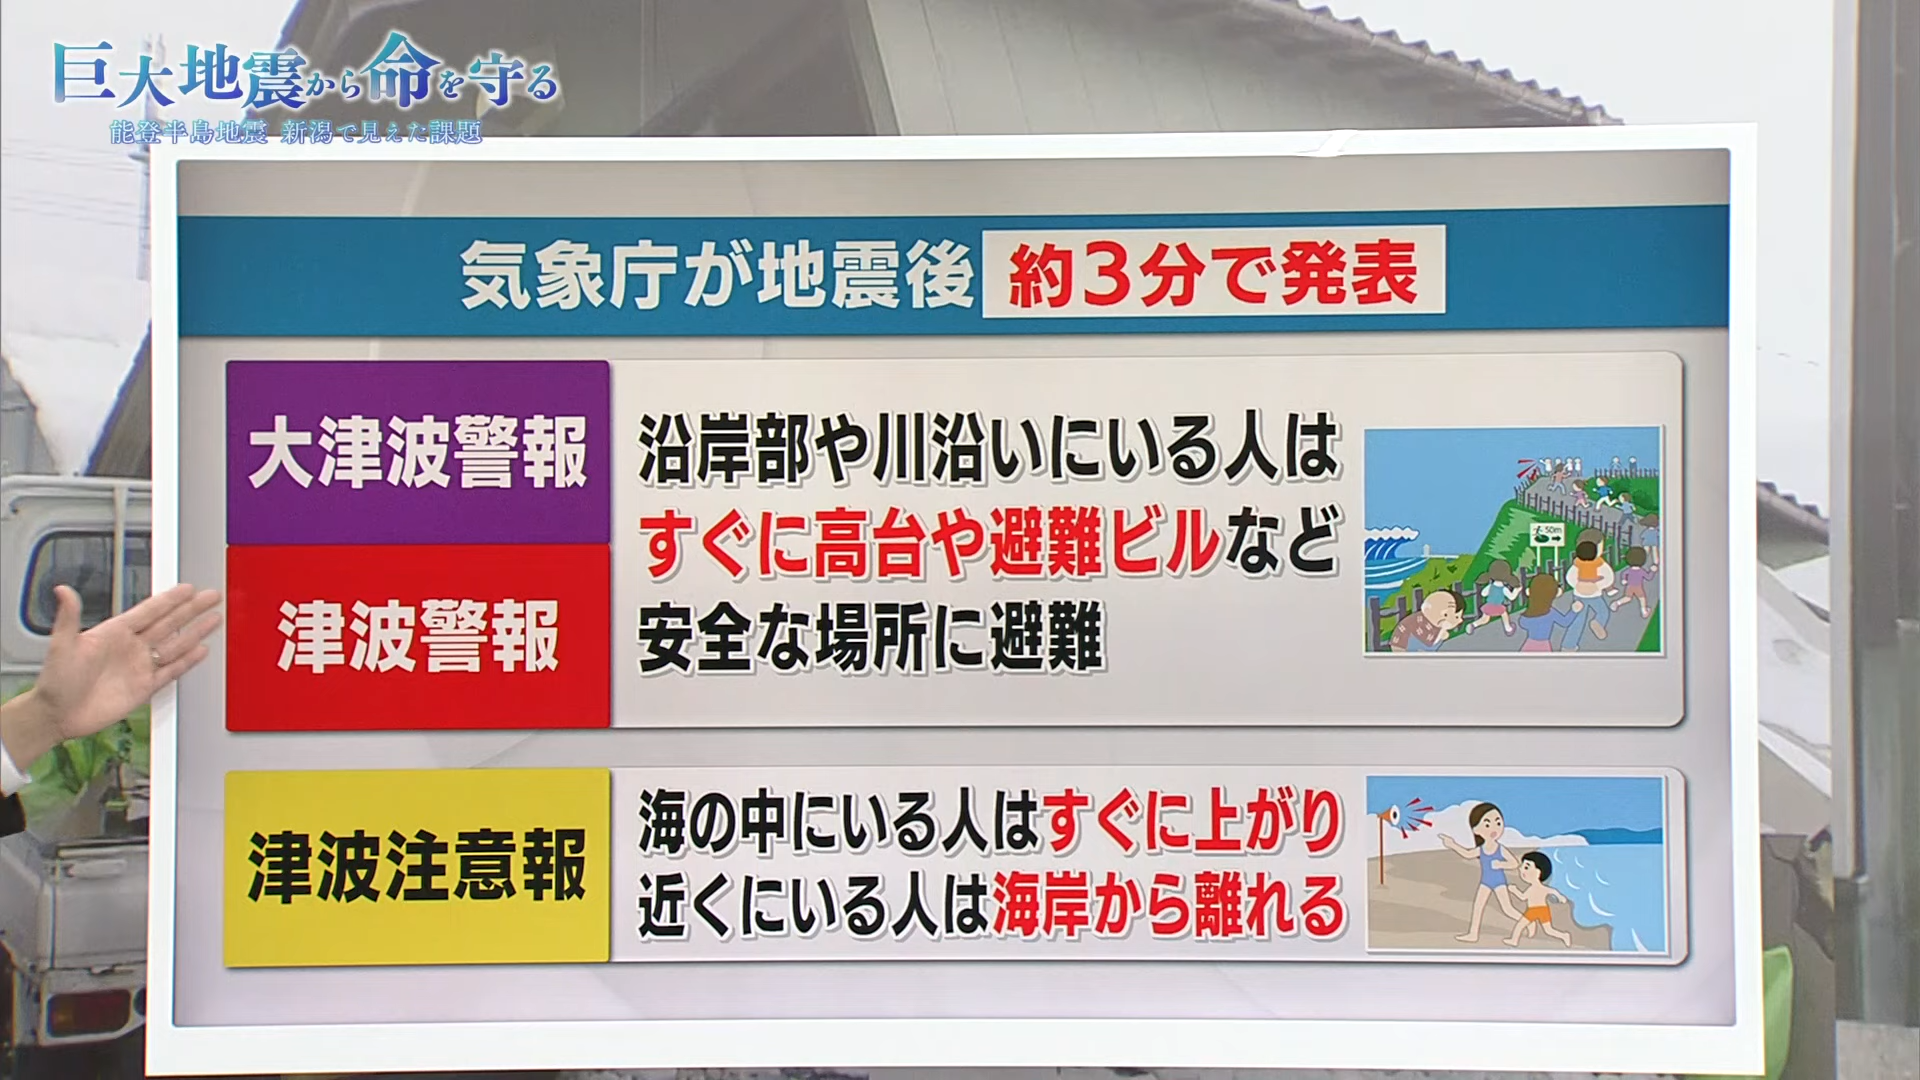 巨大地震から命を守る
能登半島地震 新潟で見えた課題
気象庁が地震後 約3分で発表
大津波警報
沿岸部や川沿いにいる人は
すぐに高台や避難ビルなど
安全な場所に避難
50m
津波警報
津波注意報
海の中にいる人はすぐに上がり
近くにいる人は海岸から離れる